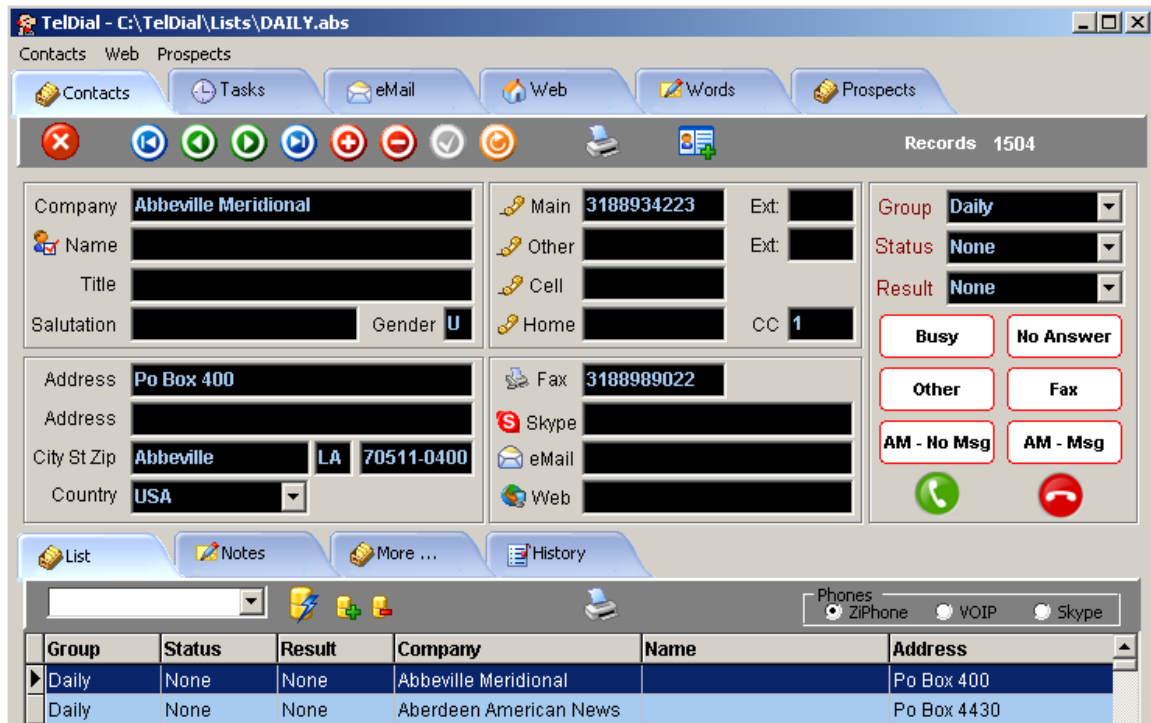 TelDial - C:\TelDial\Lists\DAILY.abs
Contacts Web Prospects
Contacts Tasks eMail Web Words Prospects
Records 1504
Company Abbeville Meridional
Name
Title
Salutation Gender U
Main 3188934223 Ext:
Other Ext:
Cell
Home CC 1
Group Daily
Status None
Result None
Busy No Answer
Other Fax
AM - No Msg AM - Msg
Address Po Box 400
Address
City St Zip Abbeville LA 70511-0400
Country USA
Fax 3188989022
Skype
eMail
Web
List Notes More ... History
Phones
ZiPhone VOIP Skype
Group Status Result Company Name Address
Daily None None Abbeville Meridional Po Box 400
Daily None None Aberdeen American News Po Box 4430